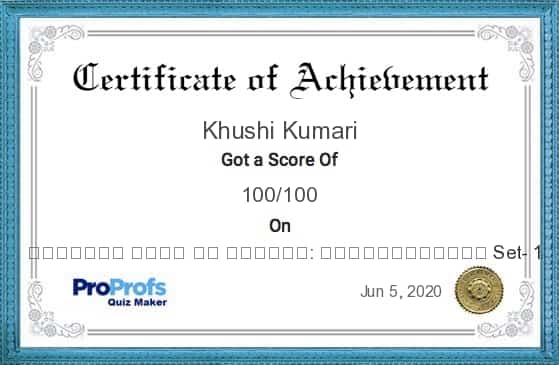 Certificate of Achievement
Khushi Kumari
Got a Score Of
100/100
On
Set- 1
ProProfs
Quiz Maker
Jun 5, 2020